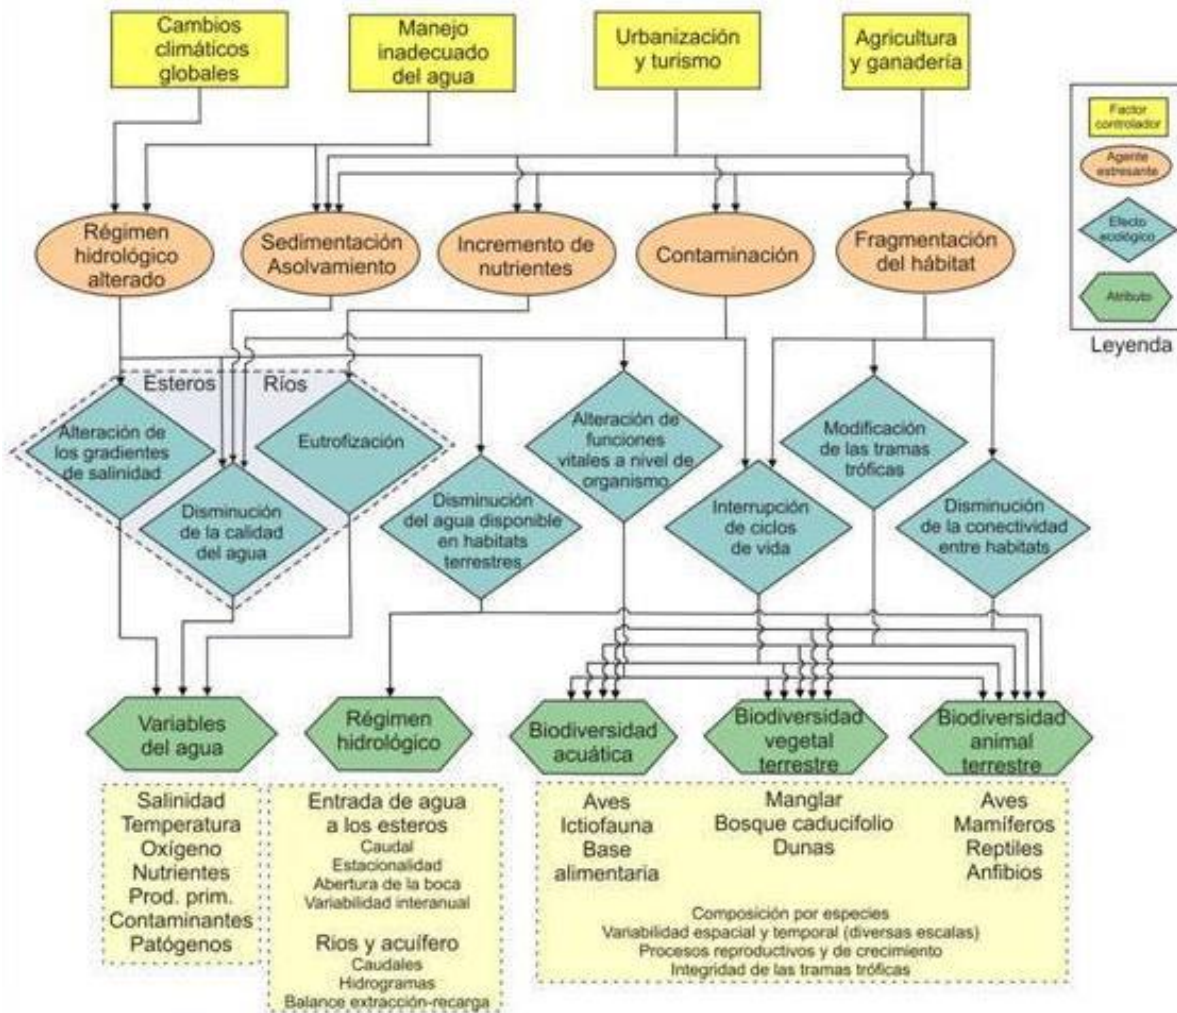 Cambios
climáticos
globales
Manejo
inadecuado
del agua
Urbanización
y turismo
Agricultura
y ganadería
Factor
controlador
Agente
estresante
Efecto
ecológico
Atributo
Leyenda
Régimen
hidrológico
alterado
Sedimentación
Asolvamiento
Incremento de
nutrientes
Contaminación
Fragmentación
del hábitat
Esteros
Ríos
Alteración de
los gradientes
de salinidad
Eutrofización
Disminución
de la calidad
del agua
Disminución
del agua disponible
en habitats
terrestres
Alteración de
funciones
vitales a nivel de
organismo
Interrupción
de ciclos
de vida
Modificación
de las tramas
tróficas
Disminución
de la conectividad
entre habitats
Variables
del agua
Régimen
hidrológico
Biodiversidad
acuática
Biodiversidad
vegetal
terrestre
Biodiversidad
animal
terrestre
Salinidad
Temperatura
Oxígeno
Nutrientes
Prod. prim.
Contaminantes
Patógenos
Entrada de agua
a los esteros
Caudal
Estacionalidad
Abertura de la boca
Variabilidad interanual
Ríos y acuífero
Caudales
Hidrogramas
Balance extracción-recarga
Aves
Ictiofauna
Base
alimentaria
Manglar
Bosque caducifolio
Dunas
Aves
Mamíferos
Reptiles
Anfibios
Composición por especies
Variabilidad espacial y temporal (diversas escalas)
Procesos reproductivos y de crecimiento
Integridad de las tramas tróficas